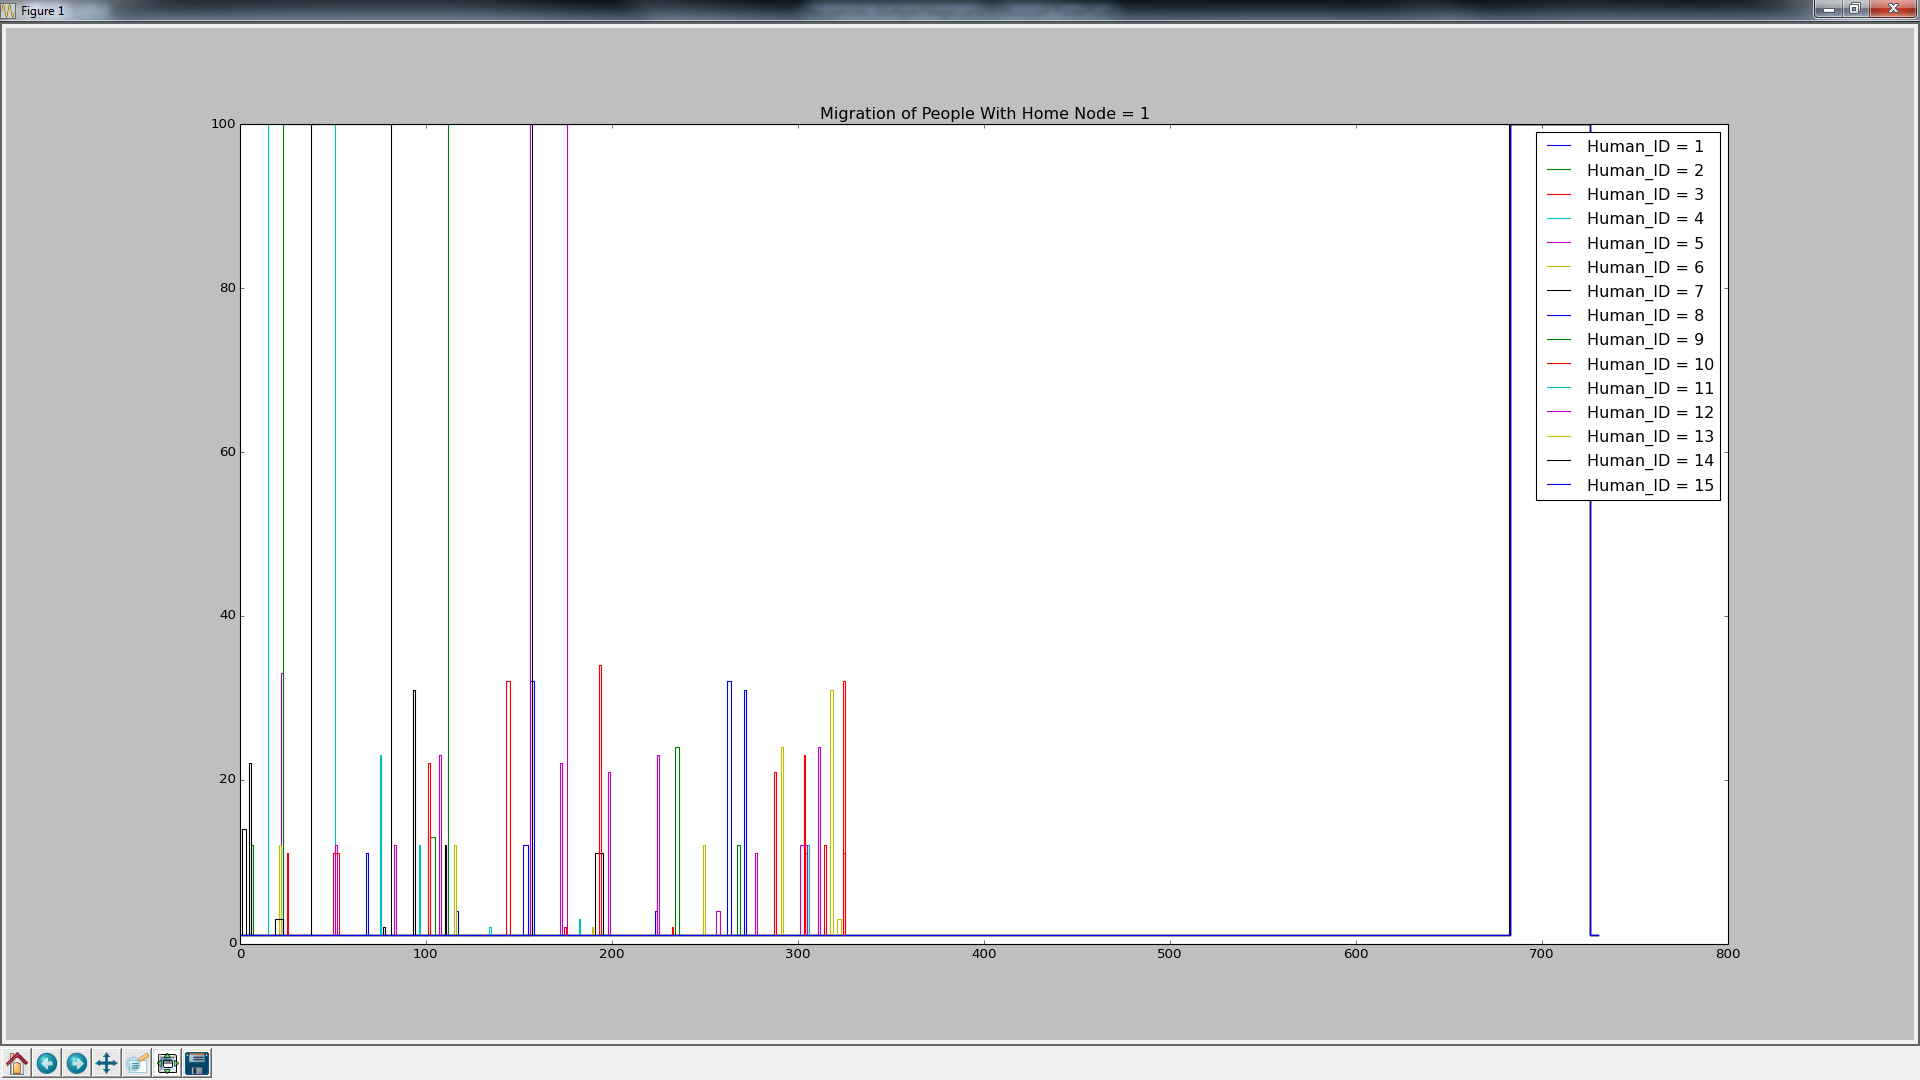 Figure 1
Migration of People With Home Node = 1
100
80
60
40
20
0
0 100 200 300 400 500 600 700 800
Human_ID = 1
Human_ID = 2
Human_ID = 3
Human_ID = 4
Human_ID = 5
Human_ID = 6
Human_ID = 7
Human_ID = 8
Human_ID = 9
Human_ID = 10
Human_ID = 11
Human_ID = 12
Human_ID = 13
Human_ID = 14
Human_ID = 15